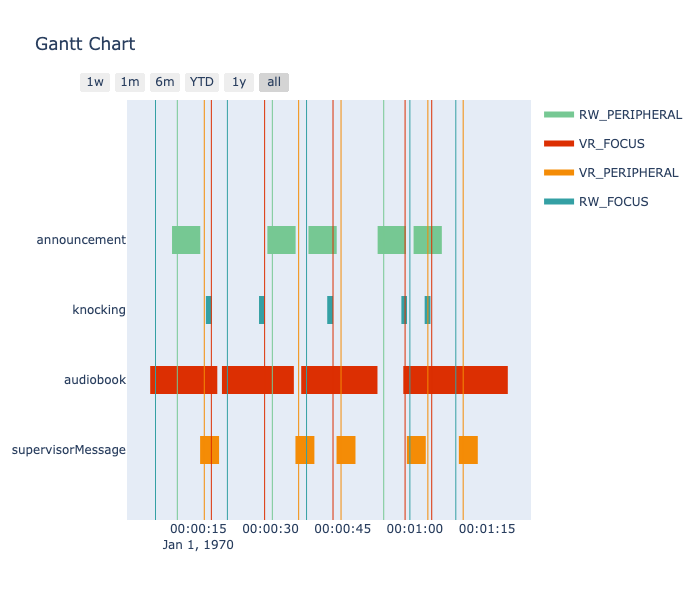 Gantt Chart
1w 1m 6m YTD 1y all
RW_PERIPHERAL
VR_FOCUS
VR_PERIPHERAL
RW_FOCUS
announcement
knocking
audiobook
supervisorMessage
00:00:15 00:00:30 00:00:45 00:01:00 00:01:15
Jan 1, 1970